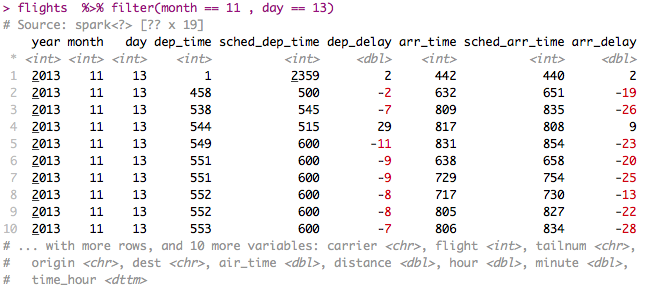 > flights  %>% filter(month == 11 , day == 13)
# Source: spark<?> [?? x 19]
year month day dep_time sched_dep_time dep_delay arr_time sched_arr_time arr_delay
* <int> <int> <int> <int> <int> <dbl> <int> <int> <dbl>
1 2013 11 13 1 2359 2 442 440 2
2 2013 11 13 458 500 -2 632 651 -19
3 2013 11 13 538 545 -7 809 835 -26
4 2013 11 13 544 515 29 817 808 9
5 2013 11 13 549 600 -11 831 854 -23
6 2013 11 13 551 600 -9 638 658 -20
7 2013 11 13 551 600 -9 729 754 -25
8 2013 11 13 552 600 -8 717 730 -13
9 2013 11 13 552 600 -8 805 827 -22
10 2013 11 13 553 600 -7 806 834 -28
# ... with more rows, and 10 more variables: carrier <chr>, flight <int>, tailnum <chr>,
#   origin <chr>, dest <chr>, air_time <dbl>, distance <dbl>, hour <dbl>, minute <dbl>,
#   time_hour <dttm>